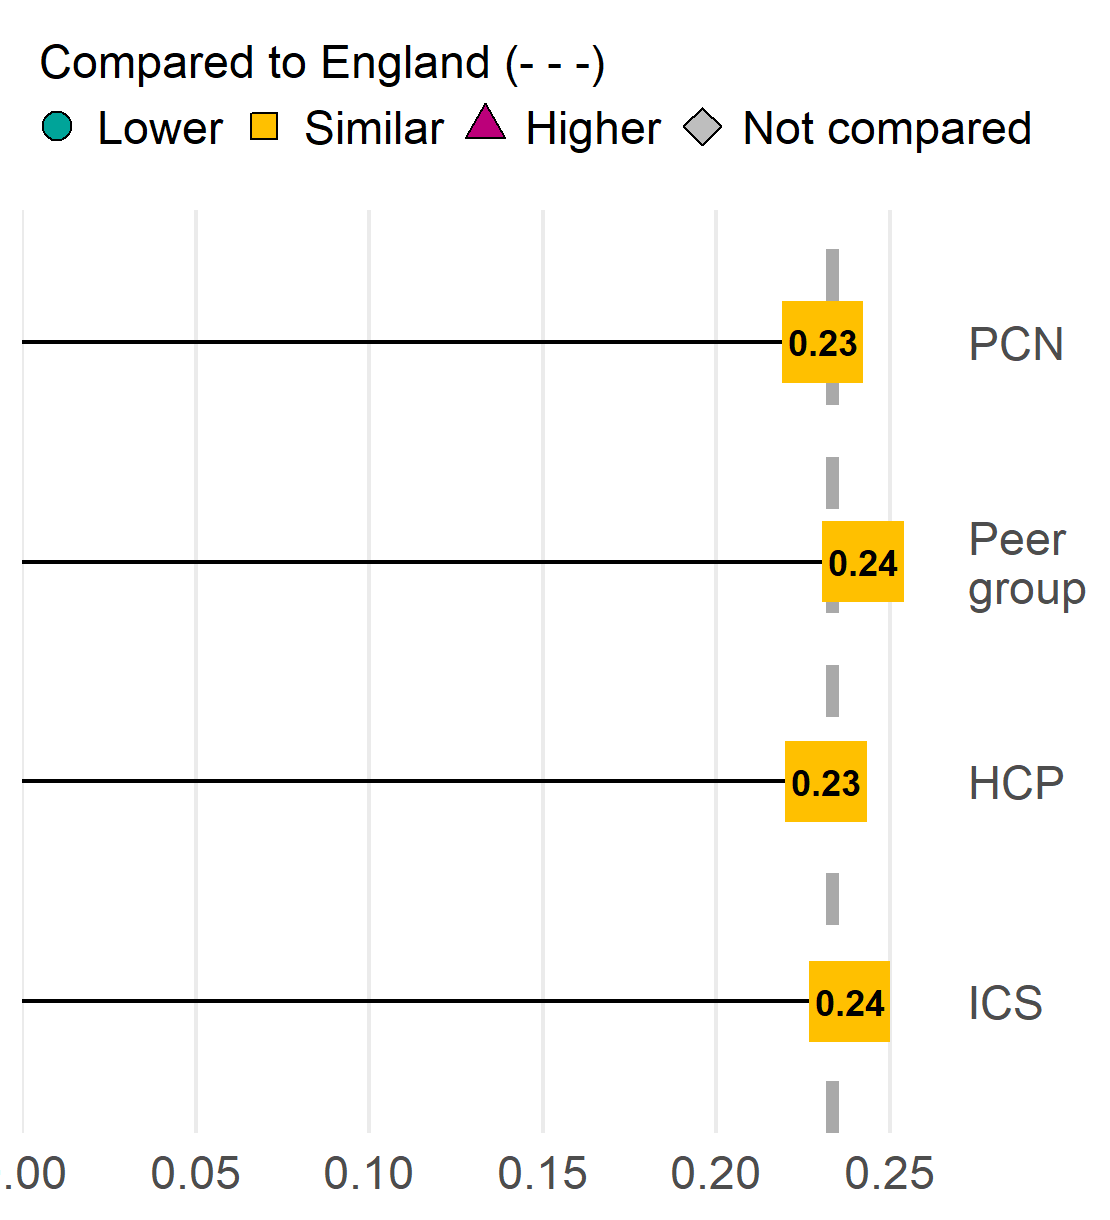 Compared to England (- - -)
Lower Similar Higher Not compared
0.23 PCN
0.24 Peer group
0.23 HCP
0.24 ICS
.00 0.05 0.10 0.15 0.20 0.25